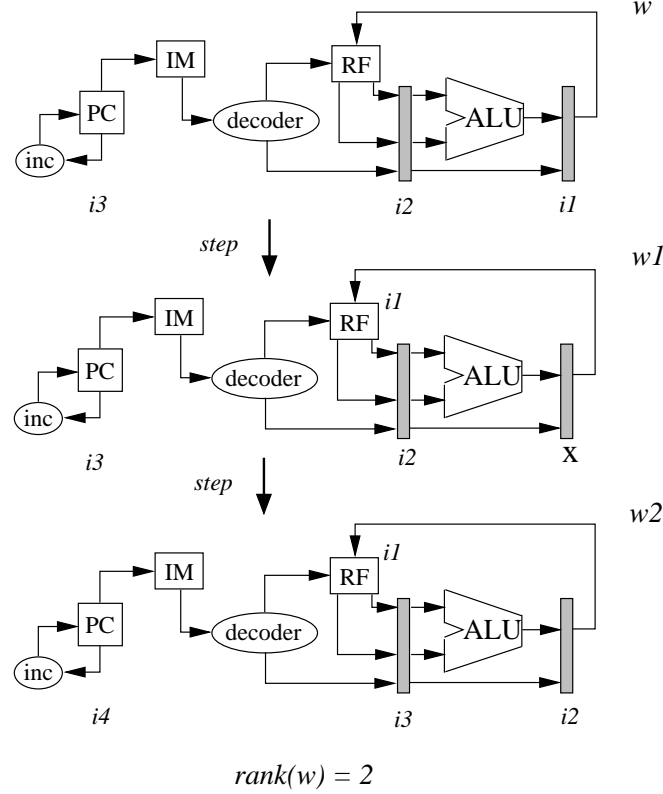 w
IM
RF
PC
decoder
ALU
inc
i3
i2
i1
step
w1
IM
i1
RF
PC
decoder
ALU
inc
i3
i2
x
step
w2
IM
i1
RF
PC
decoder
ALU
inc
i4
i3
i2
rank(w) = 2